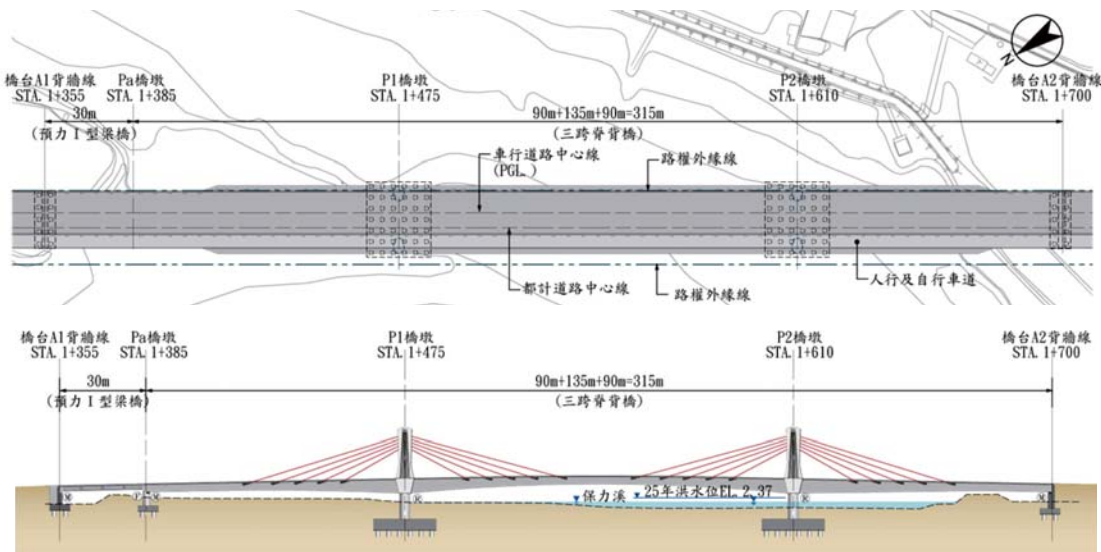 N
橋台A1背牆線
STA. 1+355
Pa橋墩
STA. 1+385
P1橋墩
STA. 1+475
P2橋墩
STA. 1+610
橋台A2背牆線
STA. 1+700
30m
(預力I型梁橋)
90m+135m+90m=315m
(三跨脊背橋)
車行道路中心線
(PGL.)
路權外緣線
都計道路中心線
路權外緣線
人行及自行車道
橋台A1背牆線
STA. 1+355
Pa橋墩
STA. 1+385
P1橋墩
STA. 1+475
P2橋墩
STA. 1+610
橋台A2背牆線
STA. 1+700
30m
(預力I型梁橋)
90m+135m+90m=315m
(三跨脊背橋)
保力溪
25年洪水位EL. 2.37